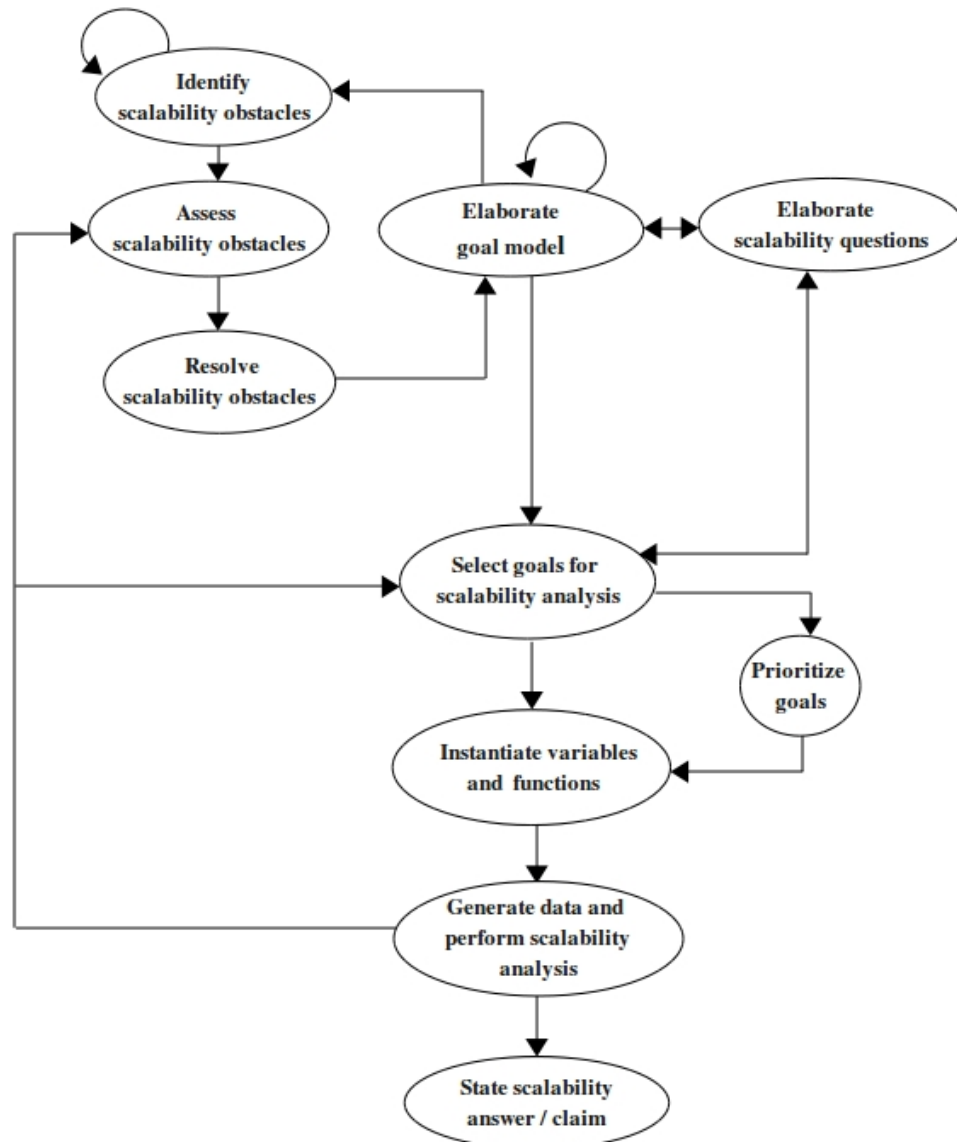 Identify
scalability obstacles
Assess
scalability obstacles
Resolve
scalability obstacles
Elaborate
goal model
Elaborate
scalability questions
Select goals for
scalability analysis
Prioritize
goals
Instantiate variables
and functions
Generate data and
perform scalability
analysis
State scalability
answer / claim